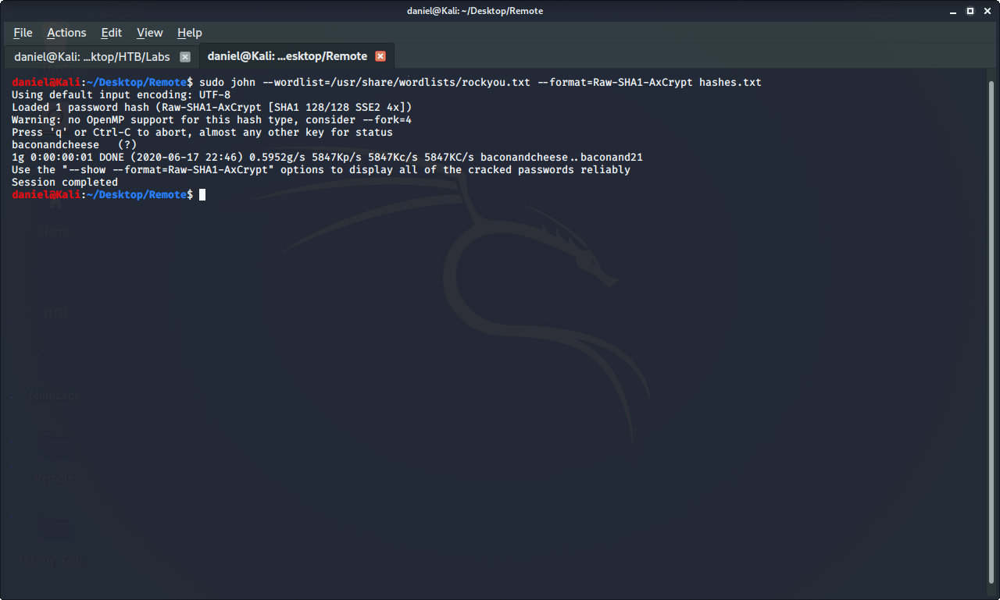 daniel@Kali: ~/Desktop/Remote
File Actions Edit View Help
daniel@Kali: ...ktop/HTB/Labs daniel@Kali: ...esktop/Remote
daniel@Kali:~/Desktop/Remote$ sudo john --wordlist=/usr/share/wordlists/rockyou.txt --format=Raw-SHA1-AxCrypt hashes.txt
Using default input encoding: UTF-8
Loaded 1 password hash (Raw-SHA1-AxCrypt [SHA1 128/128 SSE2 4x])
Warning: no OpenMP support for this hash type, consider --fork=4
Press 'q' or Ctrl-C to abort, almost any other key for status
baconandcheese   (?)
1g 0:00:00:01 DONE (2020-06-17 22:46) 0.5952g/s 5847Kp/s 5847Kc/s 5847KC/s baconandcheese..baconand21
Use the "--show --format=Raw-SHA1-AxCrypt" options to display all of the cracked passwords reliably
Session completed
daniel@Kali:~/Desktop/Remote$
Home
HTB
MemLabs
Remote
Udemy_Cou...